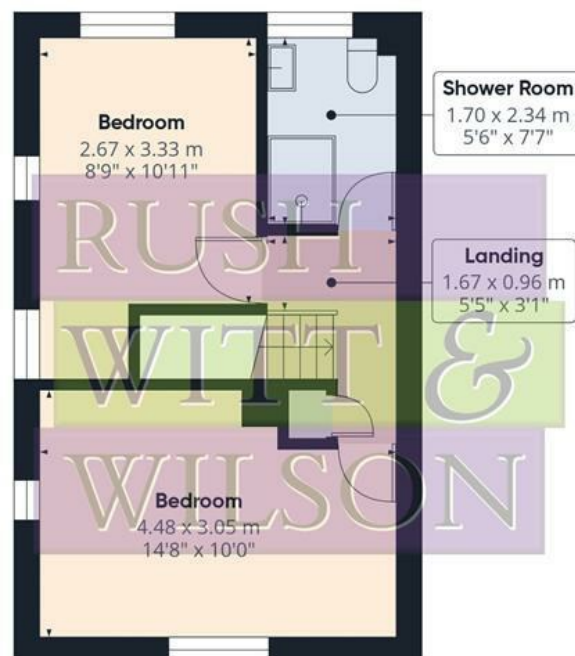 Bedroom
2.67 x 3.33 m
8'9" x 10'11"
Shower Room
1.70 x 2.34 m
5'6" x 7'7"
Landing
1.67 x 0.96 m
5'5" x 3'1"
RUSH
WITT &
WILSON
Bedroom
4.48 x 3.05 m
14'8" x 10'0"